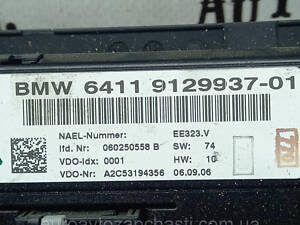 BMW 6411 9129937-01
NAEL-Nummer: EE323.V
lfd. Nr: 060250558 B SW: 74
VDO-Idx: 0001 HW: 10
VDO-Nr: A2C53194356 06.09.06